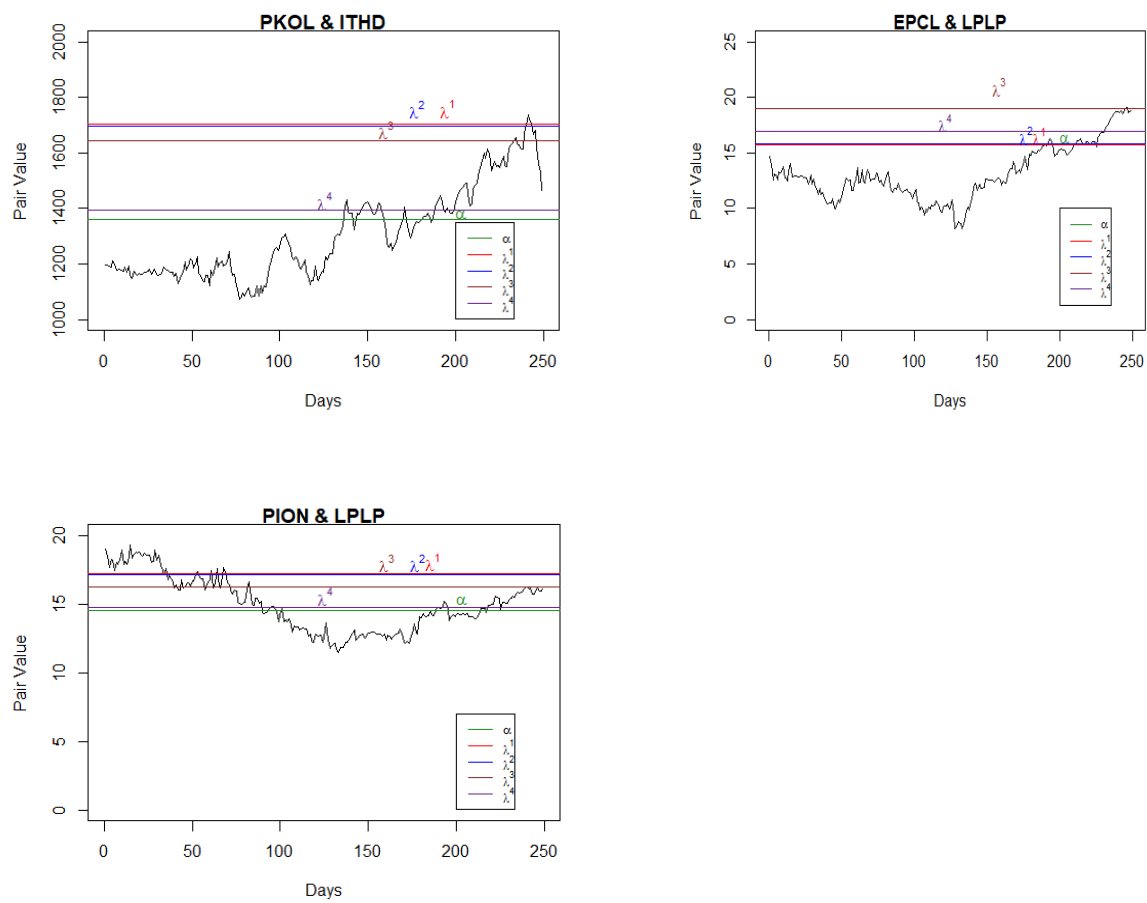 PKOL & ITHD
Pair Value
2000
1800
1600
1400
1200
1000
λ² λ¹
λ³
λ⁴
α
α
λ¹
λ²
λ³
λ⁴
0 50 100 150 200 250
Days
EPCL & LPLP
Pair Value
25
20
15
10
5
0
λ³
λ⁴
λ² λ¹ α
α
λ¹
λ²
λ³
λ⁴
0 50 100 150 200 250
Days
PION & LPLP
Pair Value
20
15
10
5
0
λ³ λ² λ¹
λ⁴ α
α
λ¹
λ²
λ³
λ⁴
0 50 100 150 200 250
Days